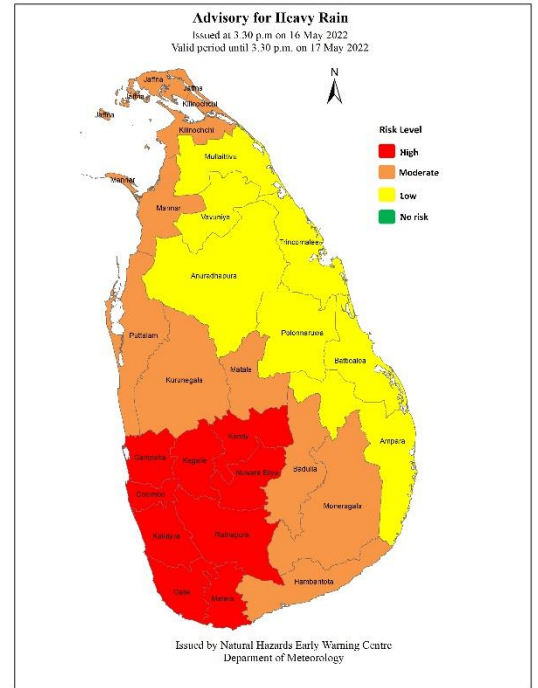 Advisory for Heavy Rain
Issued at 3.30 p.m on 16 May 2022
Valid period until 3.30 p.m. on 17 May 2022
N
Jaffna
Jaffna
Jaffna
Kilinochchi
Jaffna
Kilinochchi
Risk Level
High
Moderate
Low
No risk
Mullaitivu
Mannar
Mannar
Vavuniya
Trincomalee
Anuradhapura
Puttalam
Polonnaruwa
Batticaloa
Matale
Kurunegala
Kandy
Ampara
Gampaha
Kegalle
Nuwara Eliya
Badulla
Colombo
Moneragala
Kalutara
Ratnapura
Hambantota
Galle
Matara
Issued by Natural Hazards Early Warning Centre
Department of Meteorology